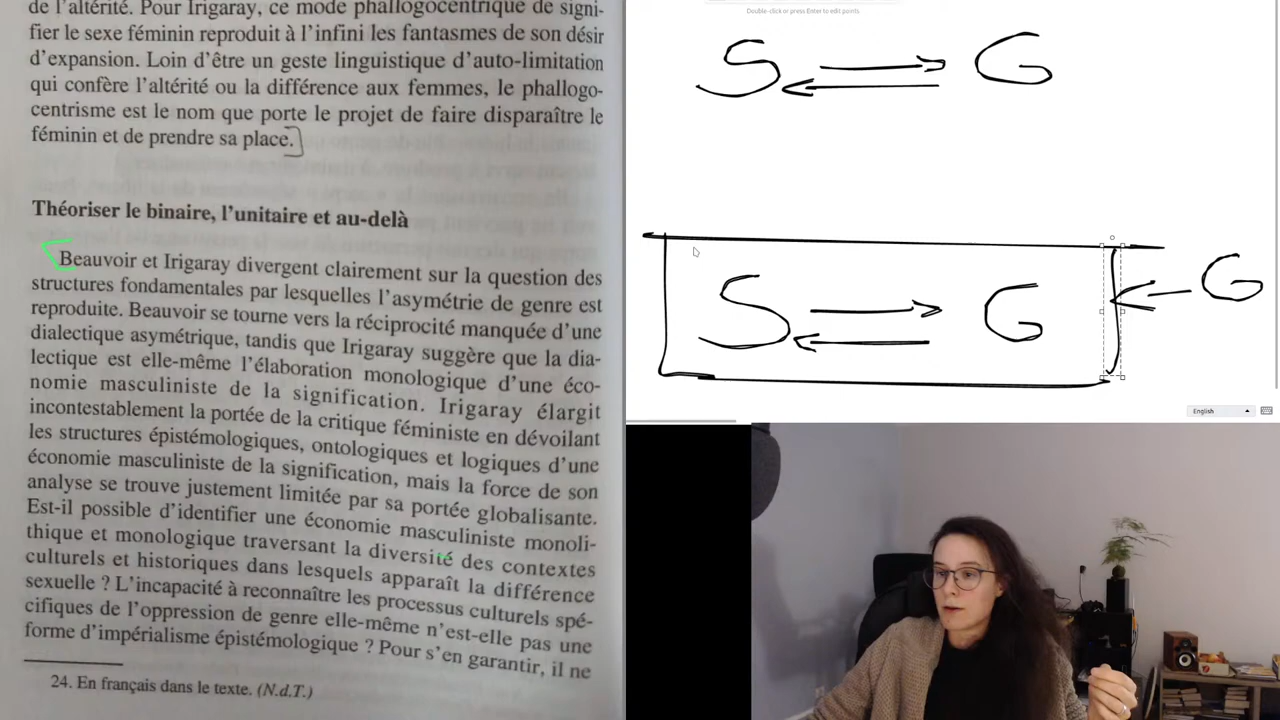 de l'altérité. Pour Irigaray, ce mode phallogocentrique de signi-
fier le sexe féminin reproduit à l'infini les fantasmes de son désir
d'expansion. Loin d'être un geste linguistique d'auto-limitation
qui confère l'altérité ou la différence aux femmes, le phallogo-
centrisme est le nom que porte le projet de faire disparaître le
féminin et de prendre sa place.
Théoriser le binaire, l'unitaire et au-delà
Beauvoir et Irigaray divergent clairement sur la question des
structures fondamentales par lesquelles l'asymétrie de genre est
reproduite. Beauvoir se tourne vers la réciprocité manquée d'une
dialectique asymétrique, tandis que Irigaray suggère que la dia-
lectique est elle-même l'élaboration monologique d'une éco-
nomie masculiniste de la signification. Irigaray élargit
incontestablement la portée de la critique féministe en dévoilant
les structures épistémologiques, ontologiques et logiques d'une
économie masculiniste de la signification, mais la force de son
analyse se trouve justement limitée par sa portée globalisante.
Est-il possible d'identifier une économie masculiniste monoli-
thique et monologique traversant la diversité des contextes
culturels et historiques dans lesquels apparaît la différence
sexuelle ? L'incapacité à reconnaître les processus culturels spé-
cifiques de l'oppression de genre elle-même n'est-elle pas une
forme d'impérialisme épistémologique ? Pour s'en garantir, il ne
24. En français dans le texte. (N.d.T.)
Double-click or press Enter to edit points
S G
S G G
English